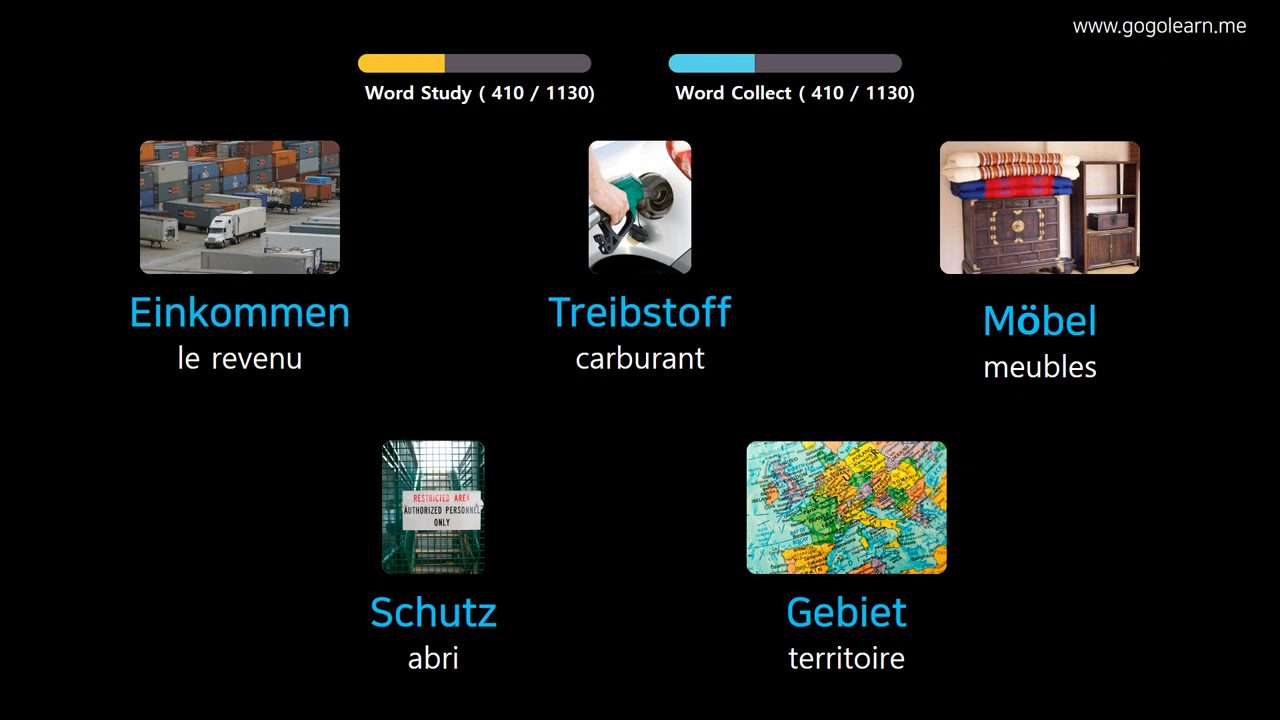 www.gogolearn.me
Word Study ( 410 / 1130)
Word Collect ( 410 / 1130)
Einkommen
le revenu
Treibstoff
carburant
Möbel
meubles
RESTRICTED AREA
AUTHORIZED PERSONNEL
ONLY
Schutz
abri
Gebiet
territoire